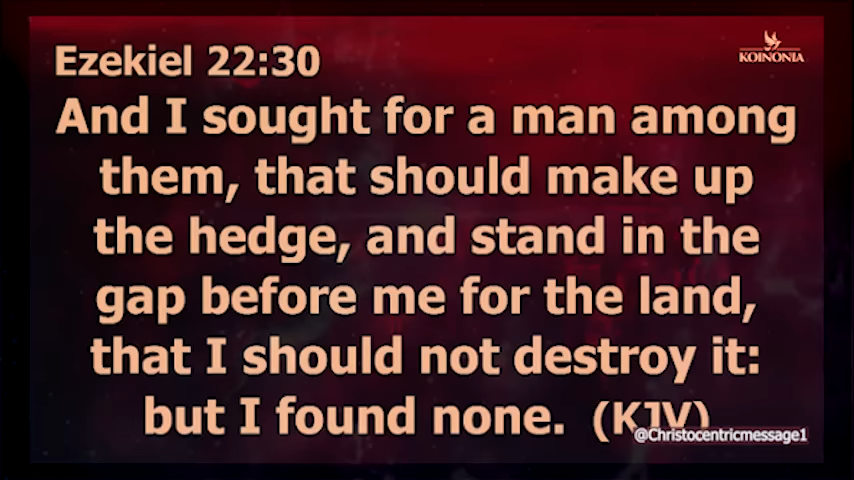 Ezekiel 22:30
KOINONIA
And I sought for a man among
them, that should make up
the hedge, and stand in the
gap before me for the land,
that I should not destroy it:
but I found none. (KJV)
@Christocentricmessage1